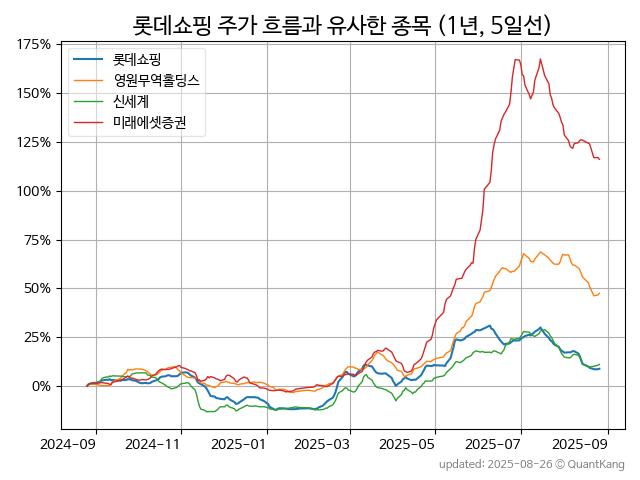 롯데쇼핑 주가 흐름과 유사한 종목 (1년, 5일선)
175%
150%
125%
100%
75%
50%
25%
0%
롯데쇼핑
영원무역홀딩스
신세계
미래에셋증권
2024-09 2024-11 2025-01 2025-03 2025-05 2025-07 2025-09
updated: 2025-08-26 © QuantKang